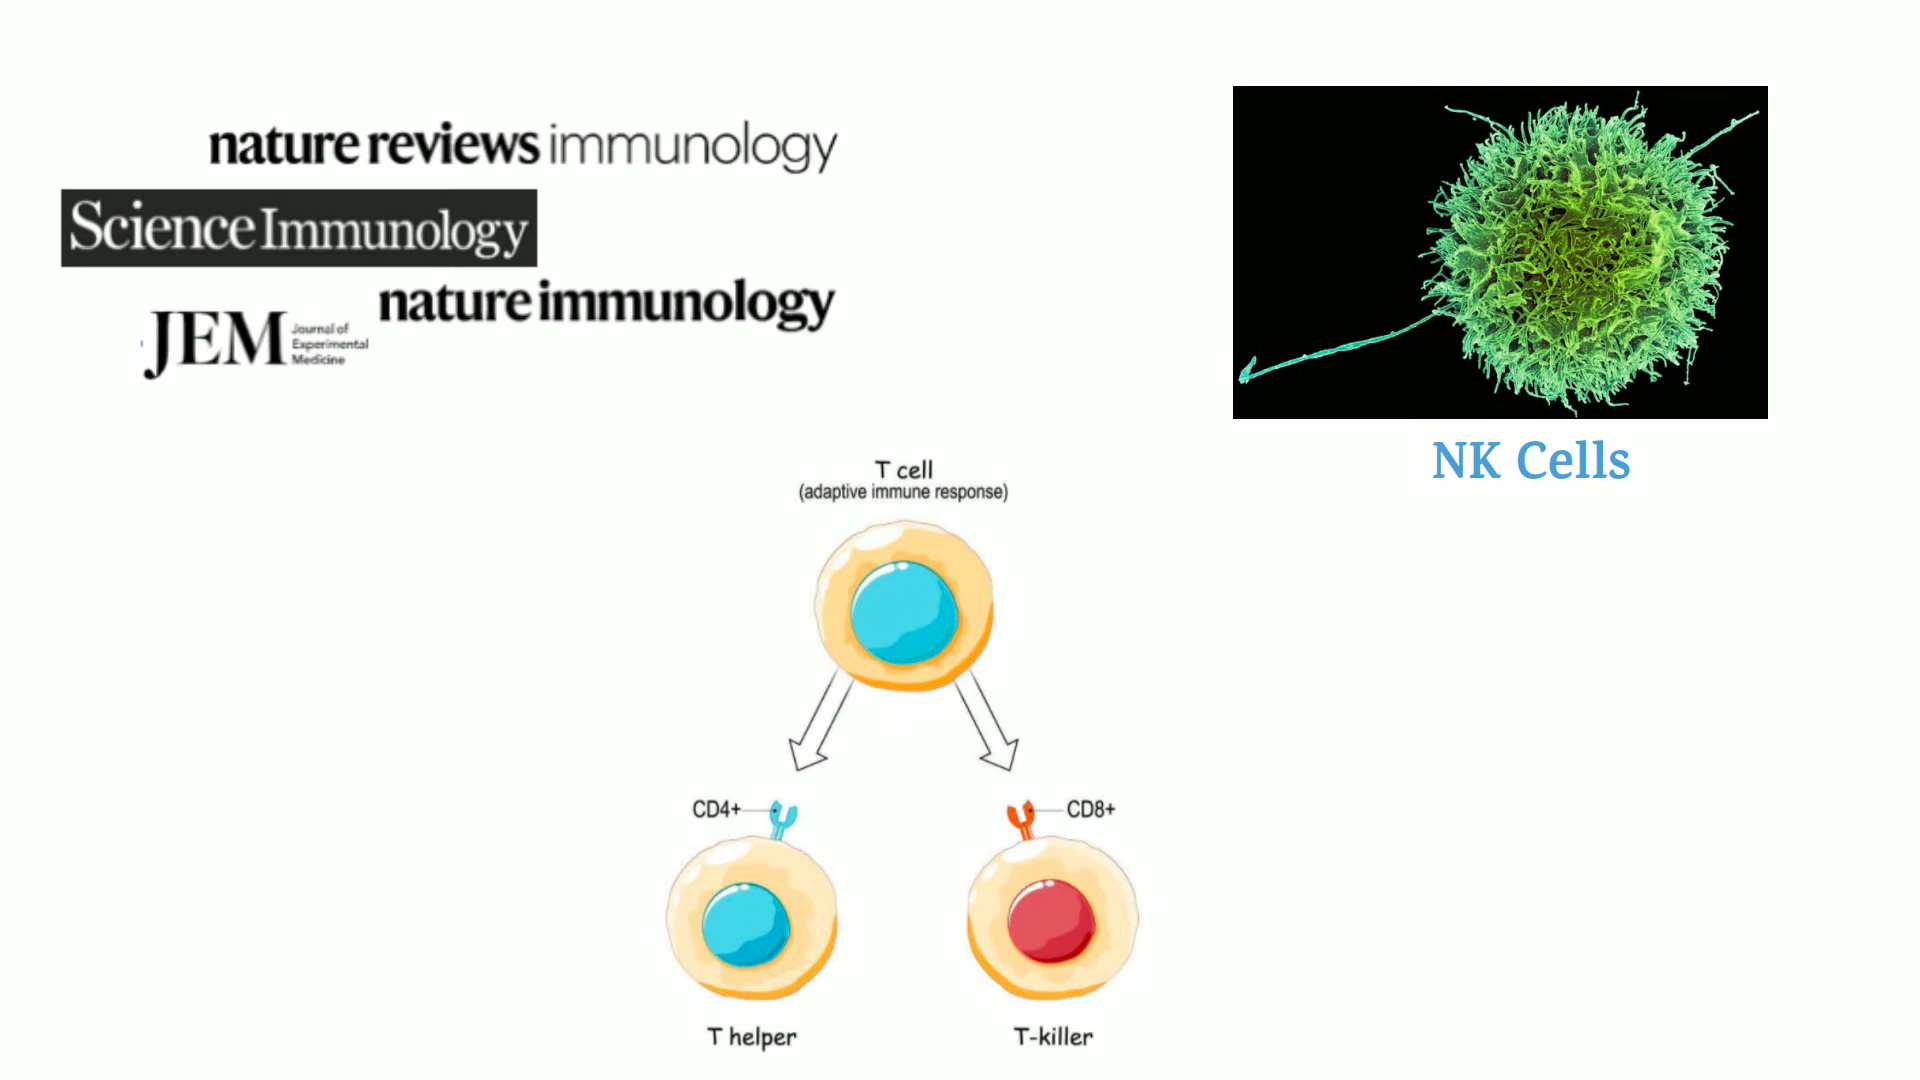 nature reviews immunology
Science Immunology
nature immunology
JEM Journal of
Experimental
Medicine
NK Cells
T cell
(adaptive immune response)
CD4+
CD8+
T helper
T-killer